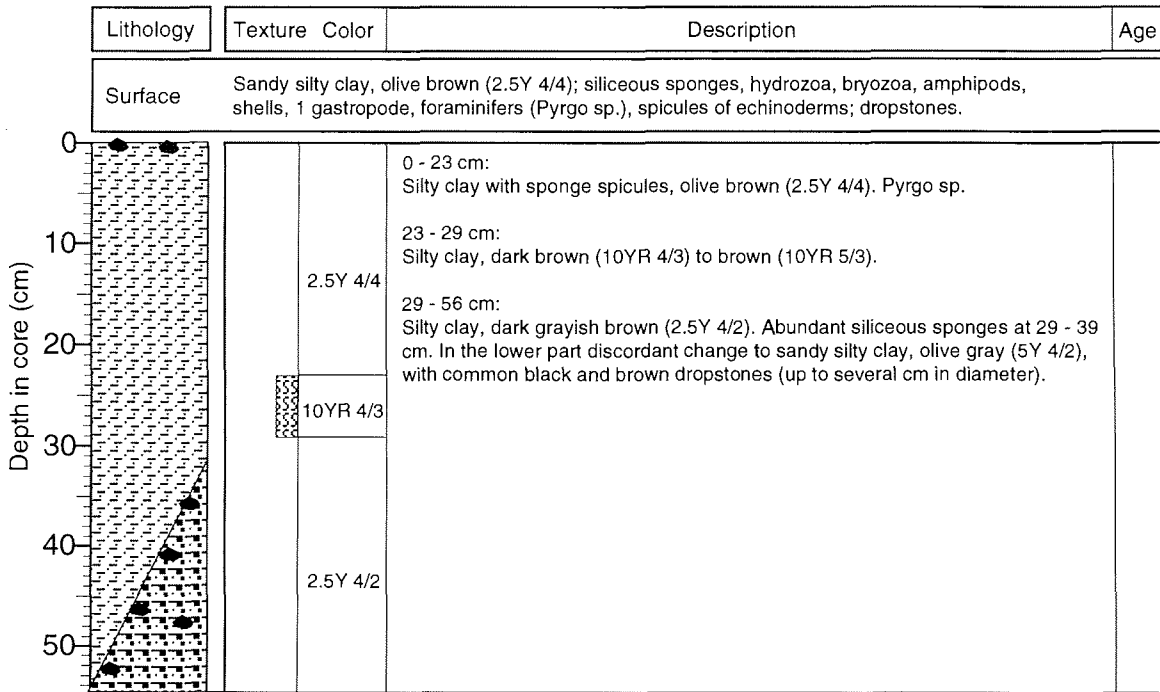 Lithology
Texture Color
Description
Age
Surface
Sandy silty clay, olive brown (2.5Y 4/4); siliceous sponges, hydrozoa, bryozoa, amphipods,
shells, 1 gastropode, foraminifers (Pyrgo sp.), spicules of echinoderms; dropstones.
Depth in core (cm)
0
10
20
30
40
50
2.5Y 4/4
10YR 4/3
2.5Y 4/2
0 - 23 cm:
Silty clay with sponge spicules, olive brown (2.5Y 4/4). Pyrgo sp.
23 - 29 cm:
Silty clay, dark brown (10YR 4/3) to brown (10YR 5/3).
29 - 56 cm:
Silty clay, dark grayish brown (2.5Y 4/2). Abundant siliceous sponges at 29 - 39
cm. In the lower part discordant change to sandy silty clay, olive gray (5Y 4/2),
with common black and brown dropstones (up to several cm in diameter).